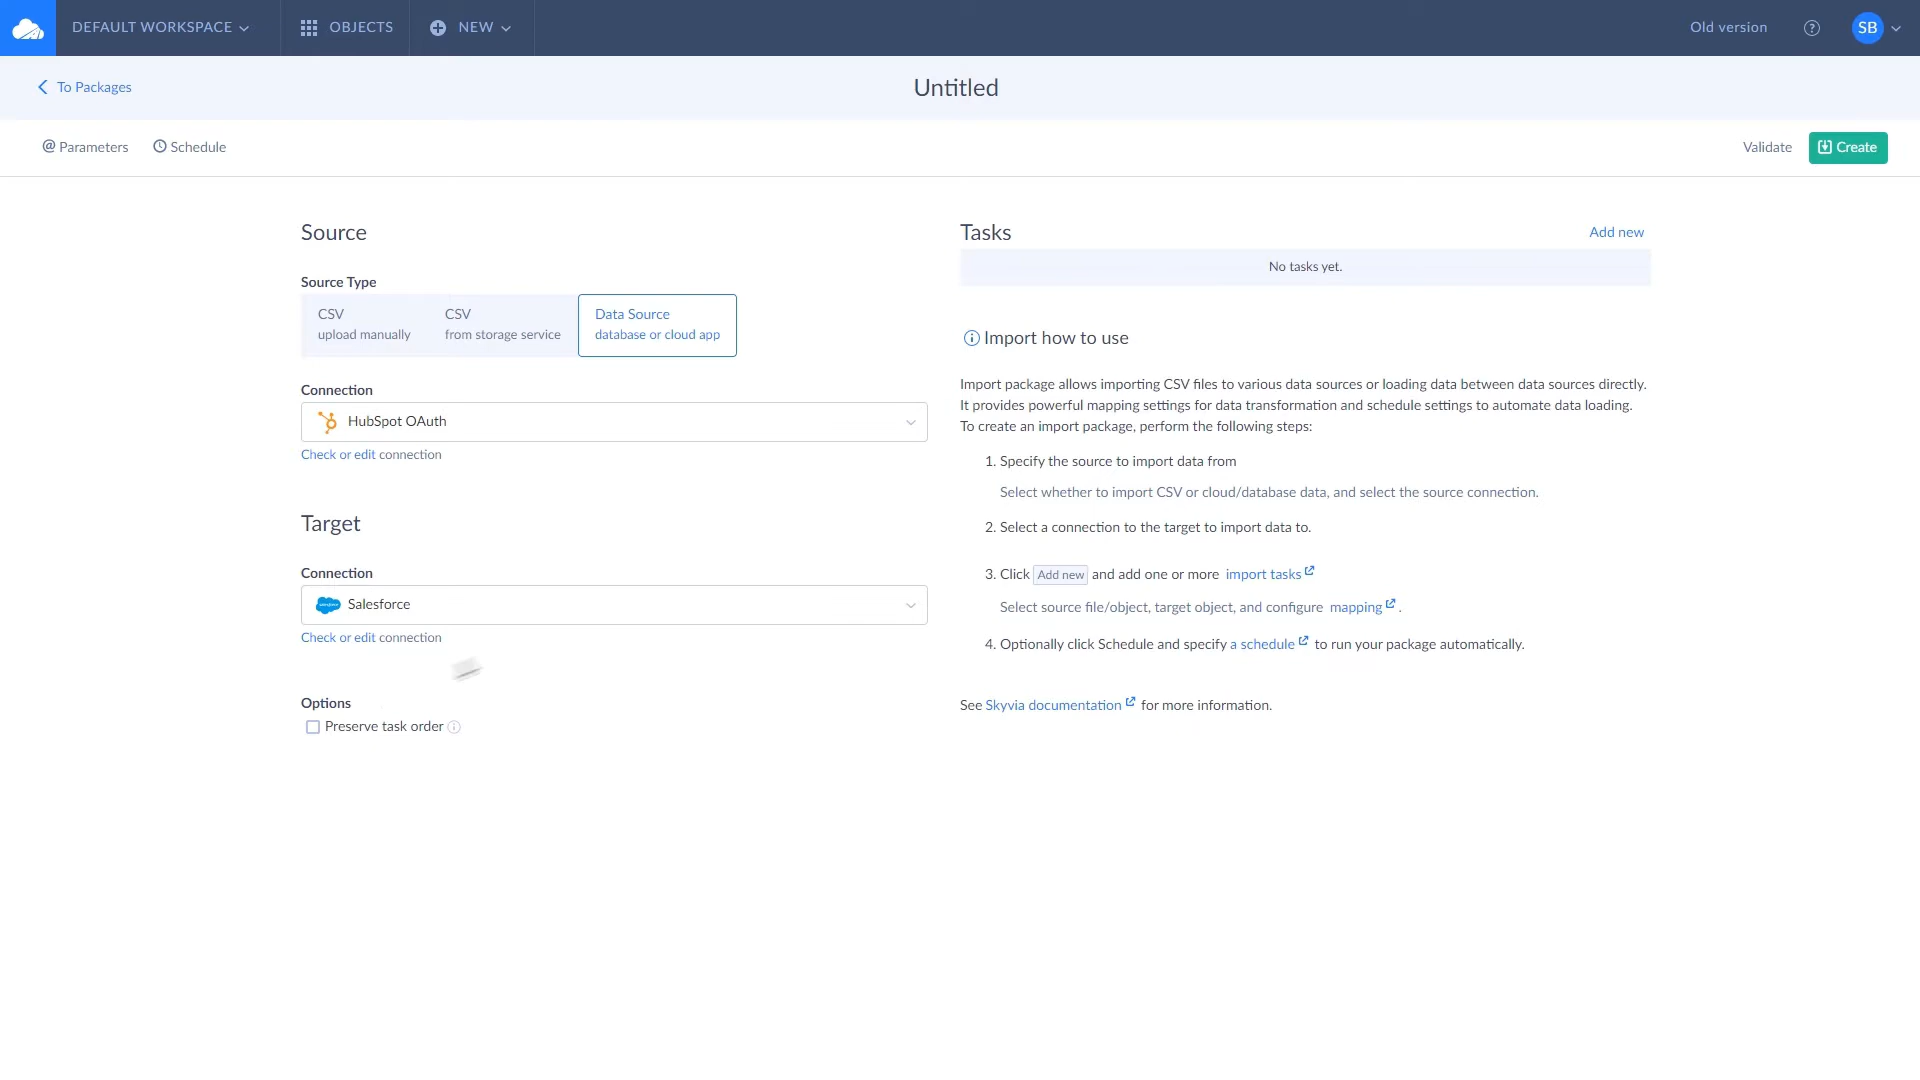 DEFAULT WORKSPACE
OBJECTS
NEW
Old version
SB
To Packages
Untitled
@ Parameters
Schedule
Validate
Create
Source
Source Type
CSV
upload manually
CSV
from storage service
Data Source
database or cloud app
Connection
HubSpot OAuth
Check or edit connection
Target
Connection
Salesforce
Check or edit connection
Options
Preserve task order
Tasks
Add new
No tasks yet.
Import how to use
Import package allows importing CSV files to various data sources or loading data between data sources directly.
It provides powerful mapping settings for data transformation and schedule settings to automate data loading.
To create an import package, perform the following steps:
1. Specify the source to import data from
Select whether to import CSV or cloud/database data, and select the source connection.
2. Select a connection to the target to import data to.
3. Click Add new and add one or more import tasks
Select source file/object, target object, and configure mapping .
4. Optionally click Schedule and specify a schedule to run your package automatically.
See Skyvia documentation for more information.